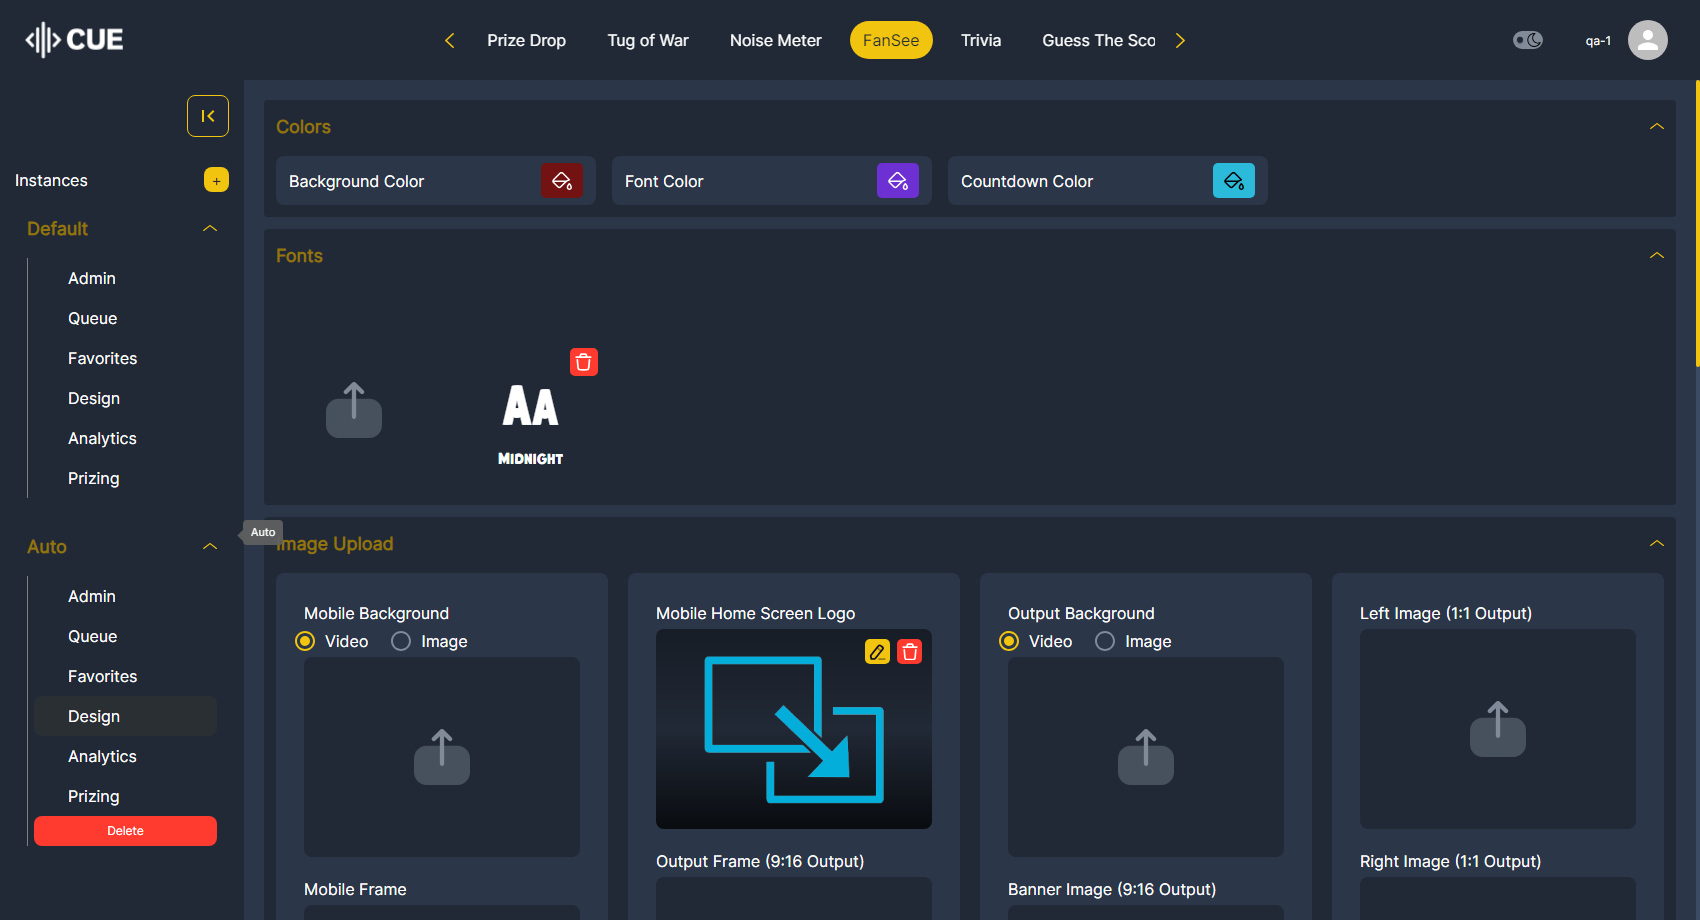 CUE
Prize Drop
Tug of War
Noise Meter
FanSee
Trivia
Guess The Sco
qa-1
Instances
+
Default
Admin
Queue
Favorites
Design
Analytics
Prizing
Auto
Admin
Queue
Favorites
Design
Analytics
Prizing
Delete
Auto
Colors
Background Color
Font Color
Countdown Color
Fonts
AA
MIDNIGHT
Image Upload
Mobile Background
Video
Image
Mobile Frame
Mobile Home Screen Logo
Output Frame (9:16 Output)
Output Background
Video
Image
Banner Image (9:16 Output)
Left Image (1:1 Output)
Right Image (1:1 Output)